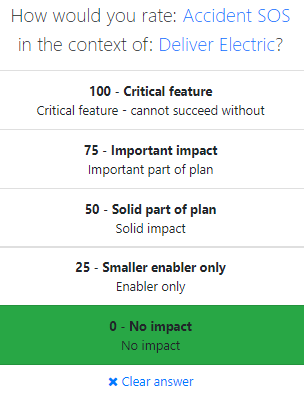 How would you rate: Accident SOS
in the context of: Deliver Electric?
100 - Critical feature
Critical feature - cannot succeed without
75 - Important impact
Important part of plan
50 - Solid part of plan
Solid impact
25 - Smaller enabler only
Enabler only
0 - No impact
No impact
✖ Clear answer